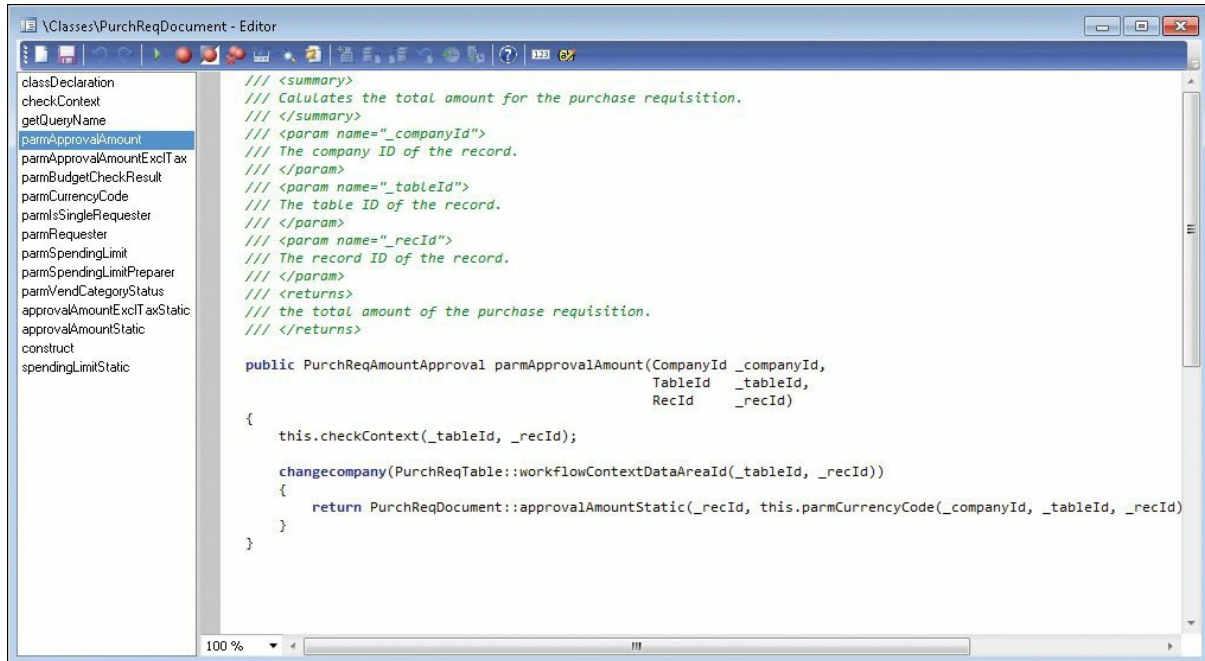 \Classes\PurchReqDocument - Editor
classDeclaration
checkContext
getQueryName
parmApprovalAmount
parmApprovalAmountExclTax
parmBudgetCheckResult
parmCurrencyCode
parmIsSingleRequester
parmRequester
parmSpendingLimit
parmSpendingLimitPreparer
parmVendCategoryStatus
approvalAmountExclTaxStatic
approvalAmountStatic
construct
spendingLimitStatic
/// <summary>
/// Calulates the total amount for the purchase requisition.
/// </summary>
/// <param name="_companyId">
/// The company ID of the record.
/// </param>
/// <param name="_tableId">
/// The table ID of the record.
/// </param>
/// <param name="_recId">
/// The record ID of the record.
/// </param>
/// <returns>
/// the total amount of the purchase requisition.
/// </returns>
public PurchReqAmountApproval parmApprovalAmount(CompanyId _companyId,
TableId _tableId,
RecId _recId)
{
this.checkContext(_tableId, _recId);
changecompany(PurchReqTable::workflowContextDataAreaId(_tableId, _recId))
{
return PurchReqDocument::approvalAmountStatic(_recId, this.parmCurrencyCode(_companyId, _tableId, _recId)
}
}
100 %